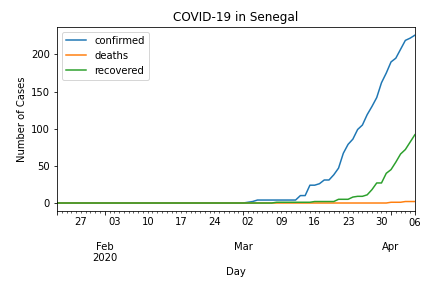 COVID-19 in Senegal
confirmed
deaths
recovered
Number of Cases
200
150
100
50
0
27 03 10 17 24 02 09 16 23 30 06
Feb Mar Apr
2020
Day